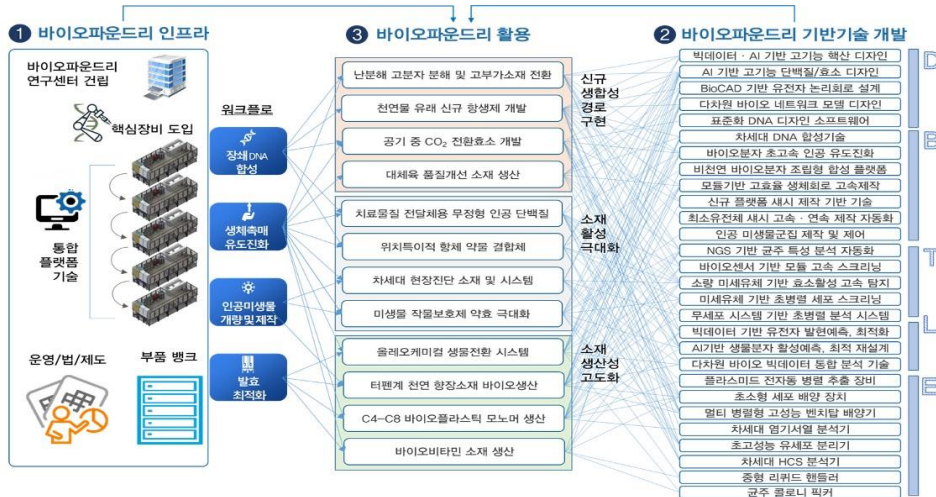 1 바이오파운드리 인프라
바이오파운드리
연구센터 건립
핵심장비 도입
통합
플랫폼
기술
운영/법/제도
부품 뱅크
워크플로
장쇄DNA
합성
생체촉매
유도진화
인공미생물
개량 및 제작
발효
최적화
3 바이오파운드리 활용
난분해 고분자 분해 및 고부가소재 전환
천연물 유래 신규 항생제 개발
공기 중 CO₂ 전환효소 개발
대체육 품질개선 소재 생산
치료물질 전달체용 무정형 인공 단백질
위치특이적 항체 약물 결합체
차세대 현장진단 소재 및 시스템
미생물 작물보호제 약효 극대화
올레오케미컬 생물전환 시스템
터펜계 천연 향장소재 바이오생산
C4-C8 바이오플라스틱 모노머 생산
바이오비타민 소재 생산
신규
생합성
경로
구현
소재
활성
극대화
소재
생산성
고도화
2 바이오파운드리 기반기술 개발
빅데이터 · AI 기반 고기능 핵산 디자인
AI 기반 고기능 단백질/효소 디자인
BioCAD 기반 유전자 논리회로 설계
다차원 바이오 네트워크 모델 디자인
표준화 DNA 디자인 소프트웨어
차세대 DNA 합성기술
바이오분자 초고속 인공 유도진화
비천연 바이오분자 조립형 합성 플랫폼
모듈기반 고효율 생체회로 고속제작
신규 플랫폼 섀시 제작 기반 기술
최소유전체 섀시 고속 · 연속 제작 자동화
인공 미생물군집 제작 및 제어
NGS 기반 균주 특성 분석 자동화
바이오센서 기반 모듈 고속 스크리닝
소량 미세유체 기반 효소활성 고속 탐지
미세유체 기반 초병렬 세포 스크리닝
무세포 시스템 기반 초병렬 분석 시스템
빅데이터 기반 유전자 발현예측, 최적화
AI기반 생물분자 활성예측, 최적 재설계
다차원 바이오 빅데이터 통합 분석 기술
플라스미드 전자동 병렬 추출 장비
초소형 세포 배양 장치
멀티 병렬형 고성능 벤치탑 배양기
차세대 염기서열 분석기
초고성능 유세포 분리기
차세대 HCS 분석기
중형 리퀴드 핸들러
균주 콜로니 픽커
D
B
T
L
E